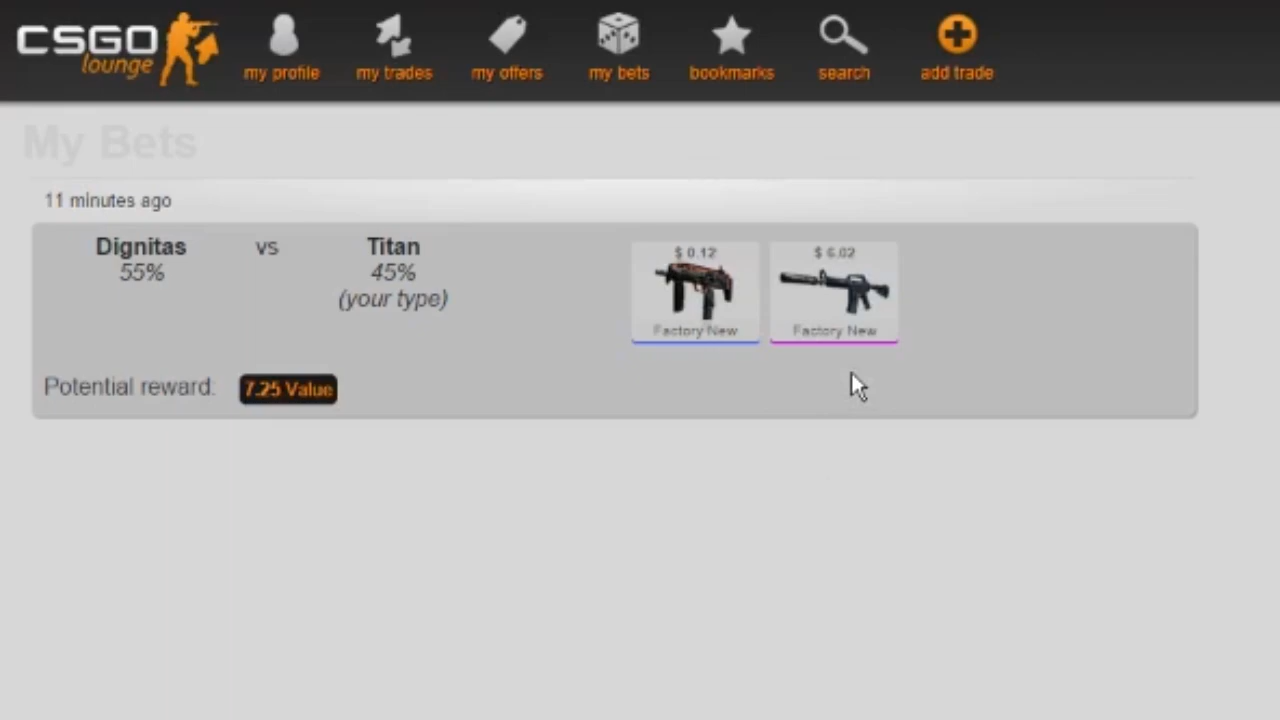 CSGO
lounge
my profile
my trades
my offers
my bets
bookmarks
search
add trade
My Bets
11 minutes ago
Dignitas vs Titan
55% 45%
(your type)
$ 0.12
Factory New
$ 6.02
Factory New
Potential reward: 7.25 Value